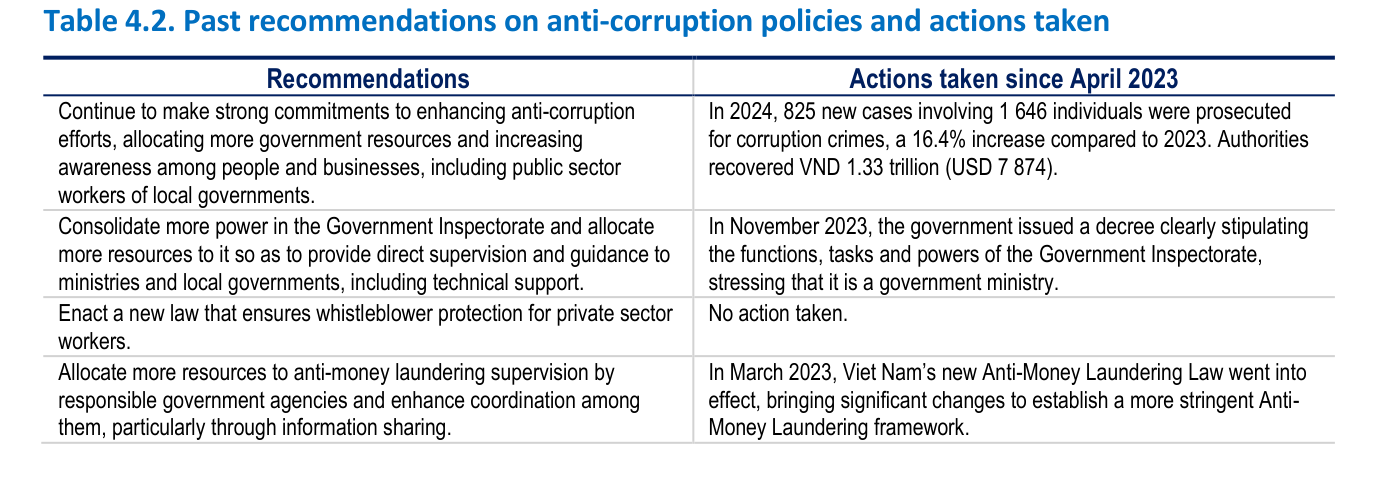 Table 4.2. Past recommendations on anti-corruption policies and actions taken
Recommendations
Actions taken since April 2023
Continue to make strong commitments to enhancing anti-corruption
efforts, allocating more government resources and increasing
awareness among people and businesses, including public sector
workers of local governments.
In 2024, 825 new cases involving 1 646 individuals were prosecuted
for corruption crimes, a 16.4% increase compared to 2023. Authorities
recovered VND 1.33 trillion (USD 7 874).
Consolidate more power in the Government Inspectorate and allocate
more resources to it so as to provide direct supervision and guidance to
ministries and local governments, including technical support.
In November 2023, the government issued a decree clearly stipulating
the functions, tasks and powers of the Government Inspectorate,
stressing that it is a government ministry.
Enact a new law that ensures whistleblower protection for private sector
workers.
No action taken.
Allocate more resources to anti-money laundering supervision by
responsible government agencies and enhance coordination among
them, particularly through information sharing.
In March 2023, Viet Nam’s new Anti-Money Laundering Law went into
effect, bringing significant changes to establish a more stringent Anti-
Money Laundering framework.